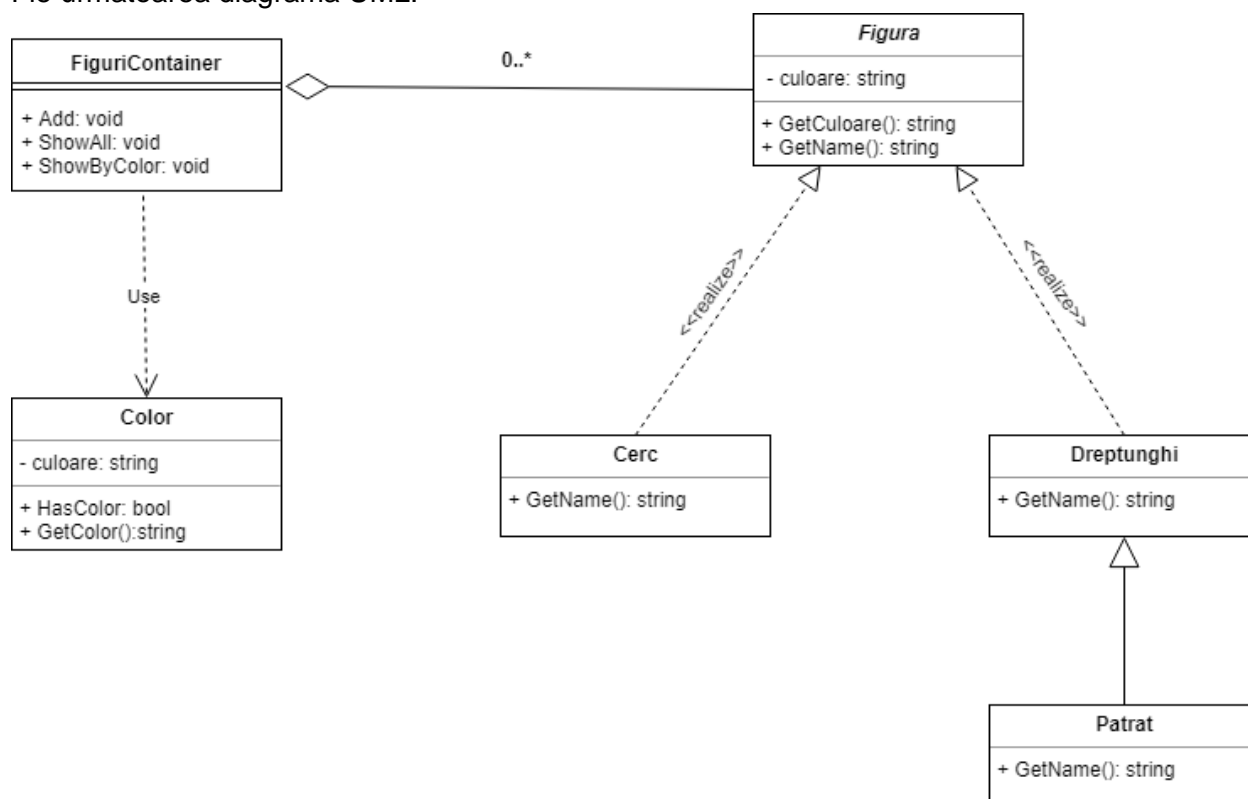 FiguriContainer
+ Add: void
+ ShowAll: void
+ ShowByColor: void
0..*
Figura
- culoare: string
+ GetCuloare(): string
+ GetName(): string
Use
<<realize>>
<<realize>>
Color
- culoare: string
+ HasColor: bool
+ GetColor():string
Cerc
+ GetName(): string
Dreptunghi
+ GetName(): string
Patrat
+ GetName(): string